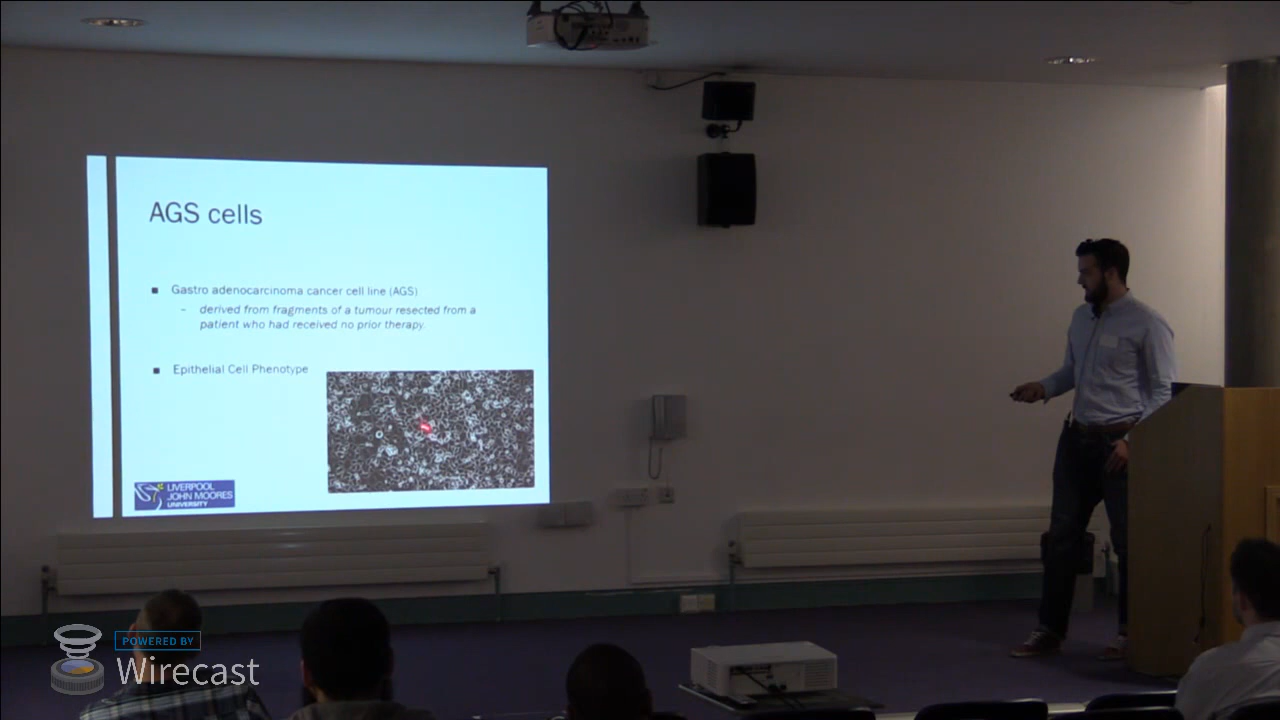 AGS cells
Gastro adenocarcinoma cancer cell line (AGS)
– derived from fragments of a tumour resected from a
patient who had received no prior therapy.
Epithelial Cell Phenotype
LIVERPOOL
JOHN MOORES
UNIVERSITY
POWERED BY
Wirecast